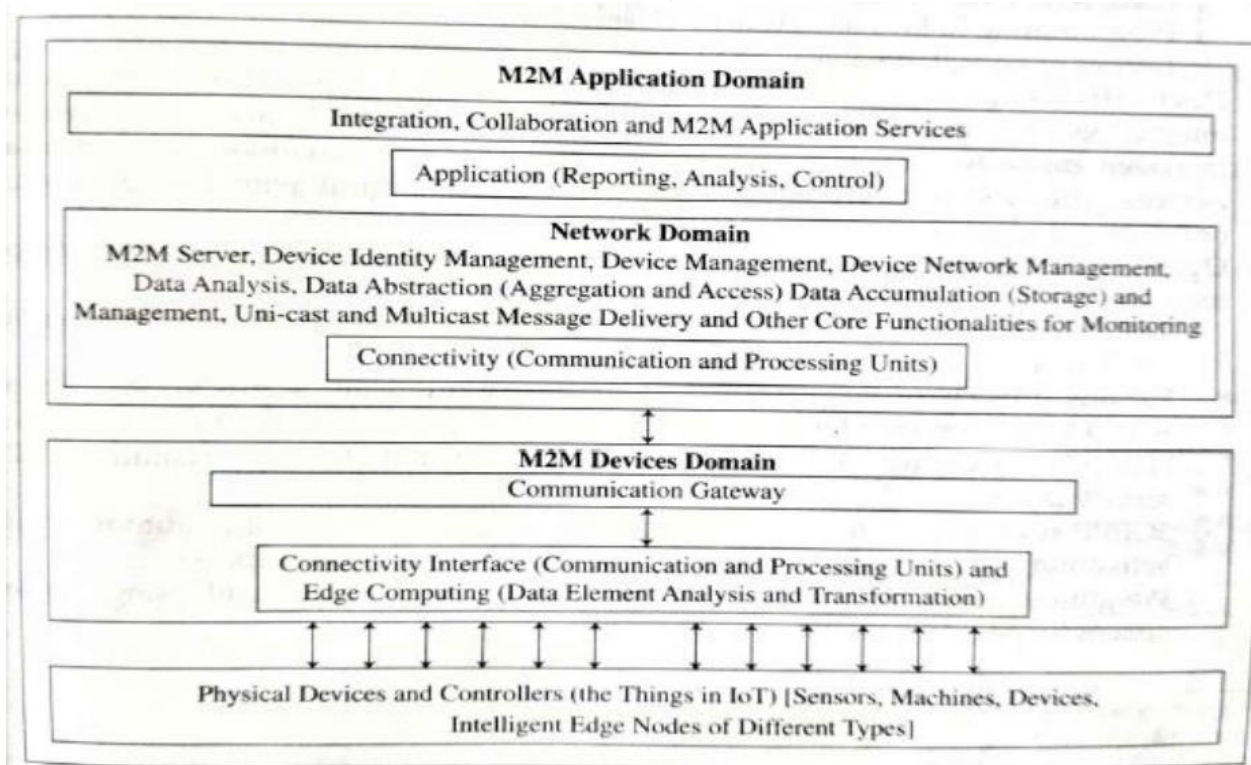 M2M Application Domain
Integration, Collaboration and M2M Application Services
Application (Reporting, Analysis, Control)
Network Domain
M2M Server, Device Identity Management, Device Management, Device Network Management,
Data Analysis, Data Abstraction (Aggregation and Access) Data Accumulation (Storage) and
Management, Uni-cast and Multicast Message Delivery and Other Core Functionalities for Monitoring
Connectivity (Communication and Processing Units)
M2M Devices Domain
Communication Gateway
Connectivity Interface (Communication and Processing Units) and
Edge Computing (Data Element Analysis and Transformation)
Physical Devices and Controllers (the Things in IoT) [Sensors, Machines, Devices,
Intelligent Edge Nodes of Different Types]